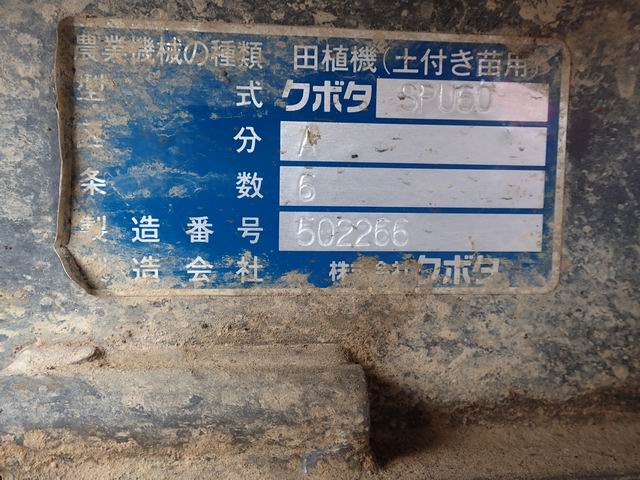 農業機械の種類 田植機(土付き苗用)
型 式 クボタ SPU60
区 分 A
条 数 6
製造番号 502266
製造会社 株式会社クボタ